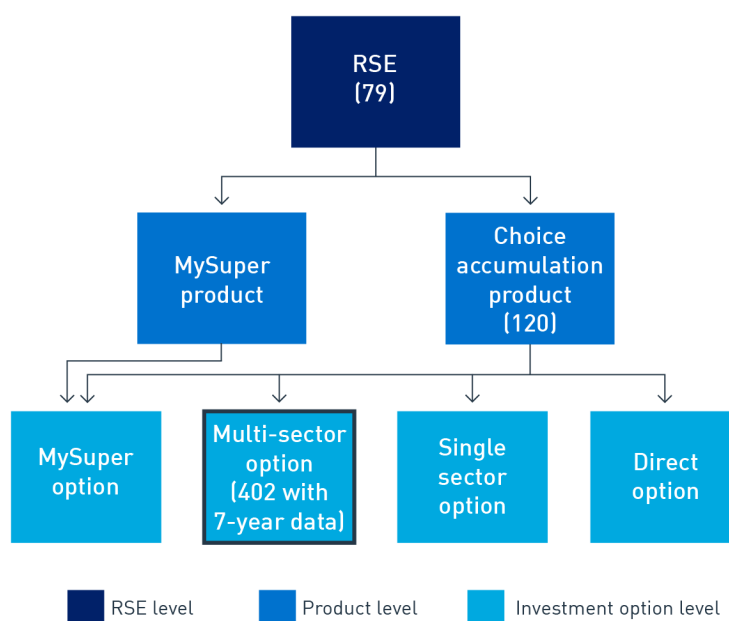 RSE
(79)
MySuper
product
Choice
accumulation
product
(120)
MySuper
option
Multi-sector
option
(402 with
7-year data)
Single
sector
option
Direct
option
RSE level
Product level
Investment option level